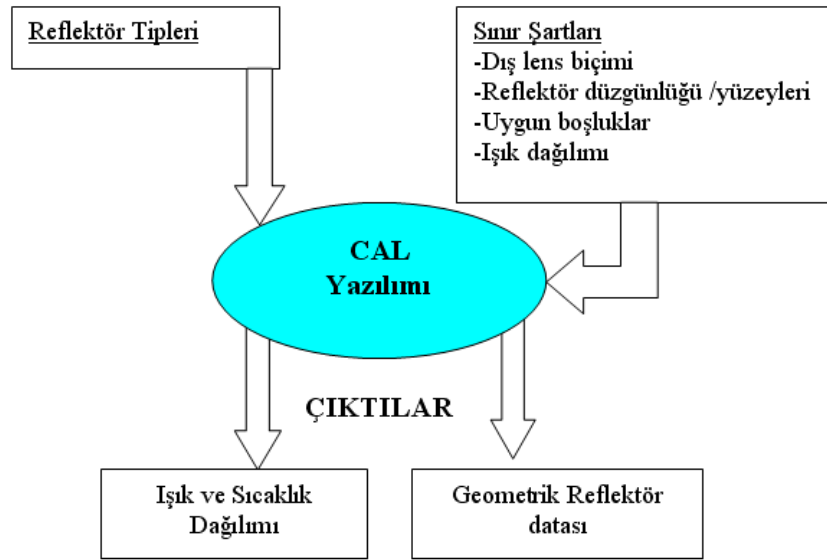 Reflektör Tipleri
Sınır Şartları
-Dış lens biçimi
-Reflektör düzgünlüğü /yüzeyleri
-Uygun boşluklar
-Işık dağılımı
CAL
Yazılımı
ÇIKTILAR
Işık ve Sıcaklık
Dağılımı
Geometrik Reflektör
datası